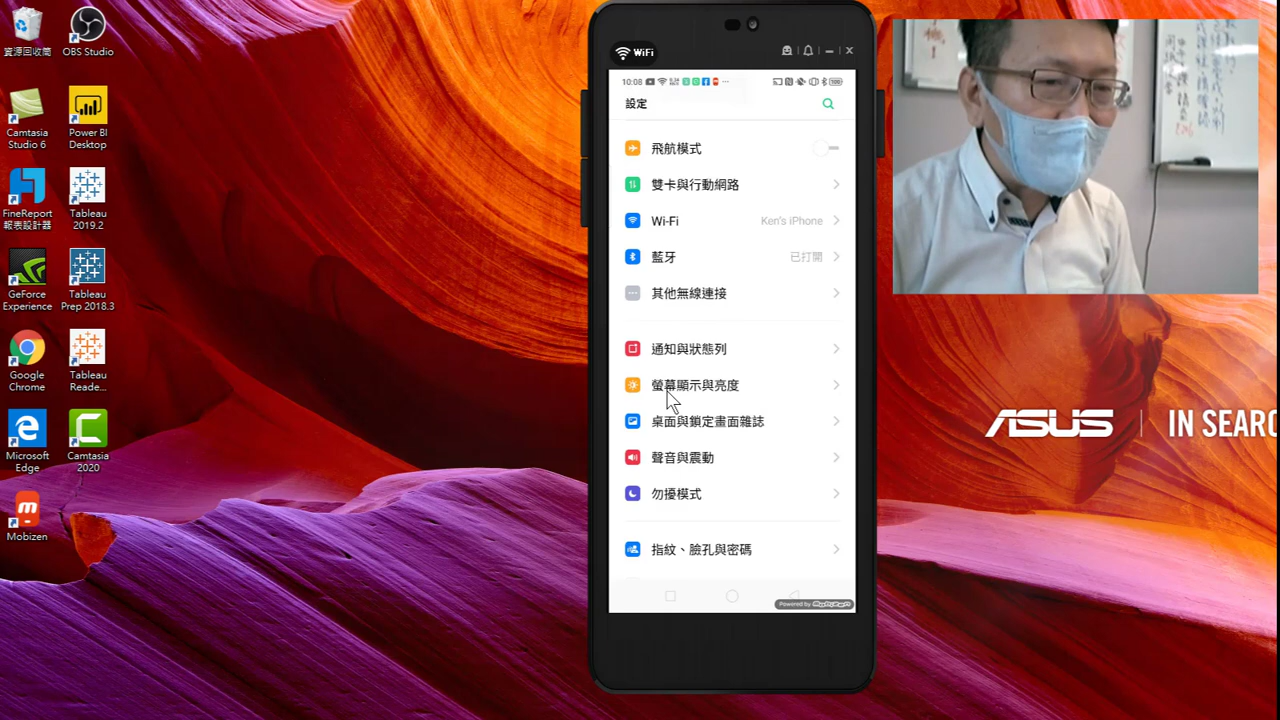 資源回收筒
OBS Studio
Camtasia
Studio 6
Power BI
Desktop
FineReport
報表設計器
Tableau
2019.2
GeForce
Experience
Tableau
Prep 2018.3
Google
Chrome
Tableau
Reade...
Microsoft
Edge
Camtasia
2020
Mobizen
WiFi
10:08
100
設定
飛航模式
雙卡與行動網路
Wi-Fi
Ken's iPhone
藍牙
已打開
其他無線連接
通知與狀態列
螢幕顯示與亮度
桌面與鎖定畫面雜誌
聲音與震動
勿擾模式
指紋、臉孔與密碼
Powered by Mobizen
ASUS
IN SEARC